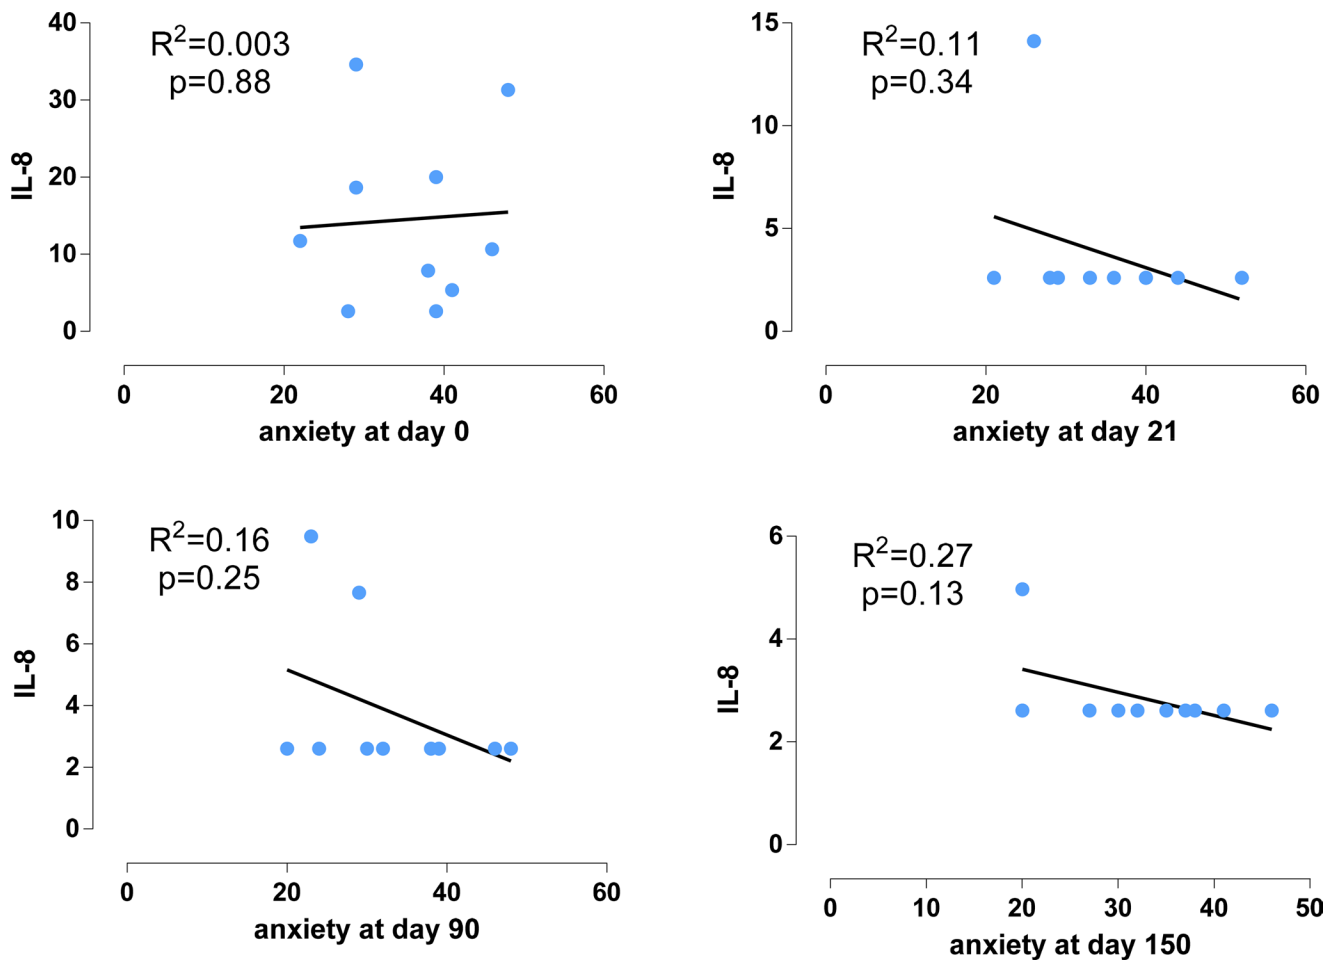 R²=0.003
p=0.88
40
30
20
10
0
IL-8
0 20 40 60
anxiety at day 0
R²=0.11
p=0.34
15
10
5
0
IL-8
0 20 40 60
anxiety at day 21
R²=0.16
p=0.25
10
8
6
4
2
0
IL-8
0 20 40 60
anxiety at day 90
R²=0.27
p=0.13
6
4
2
0
IL-8
0 10 20 30 40 50
anxiety at day 150